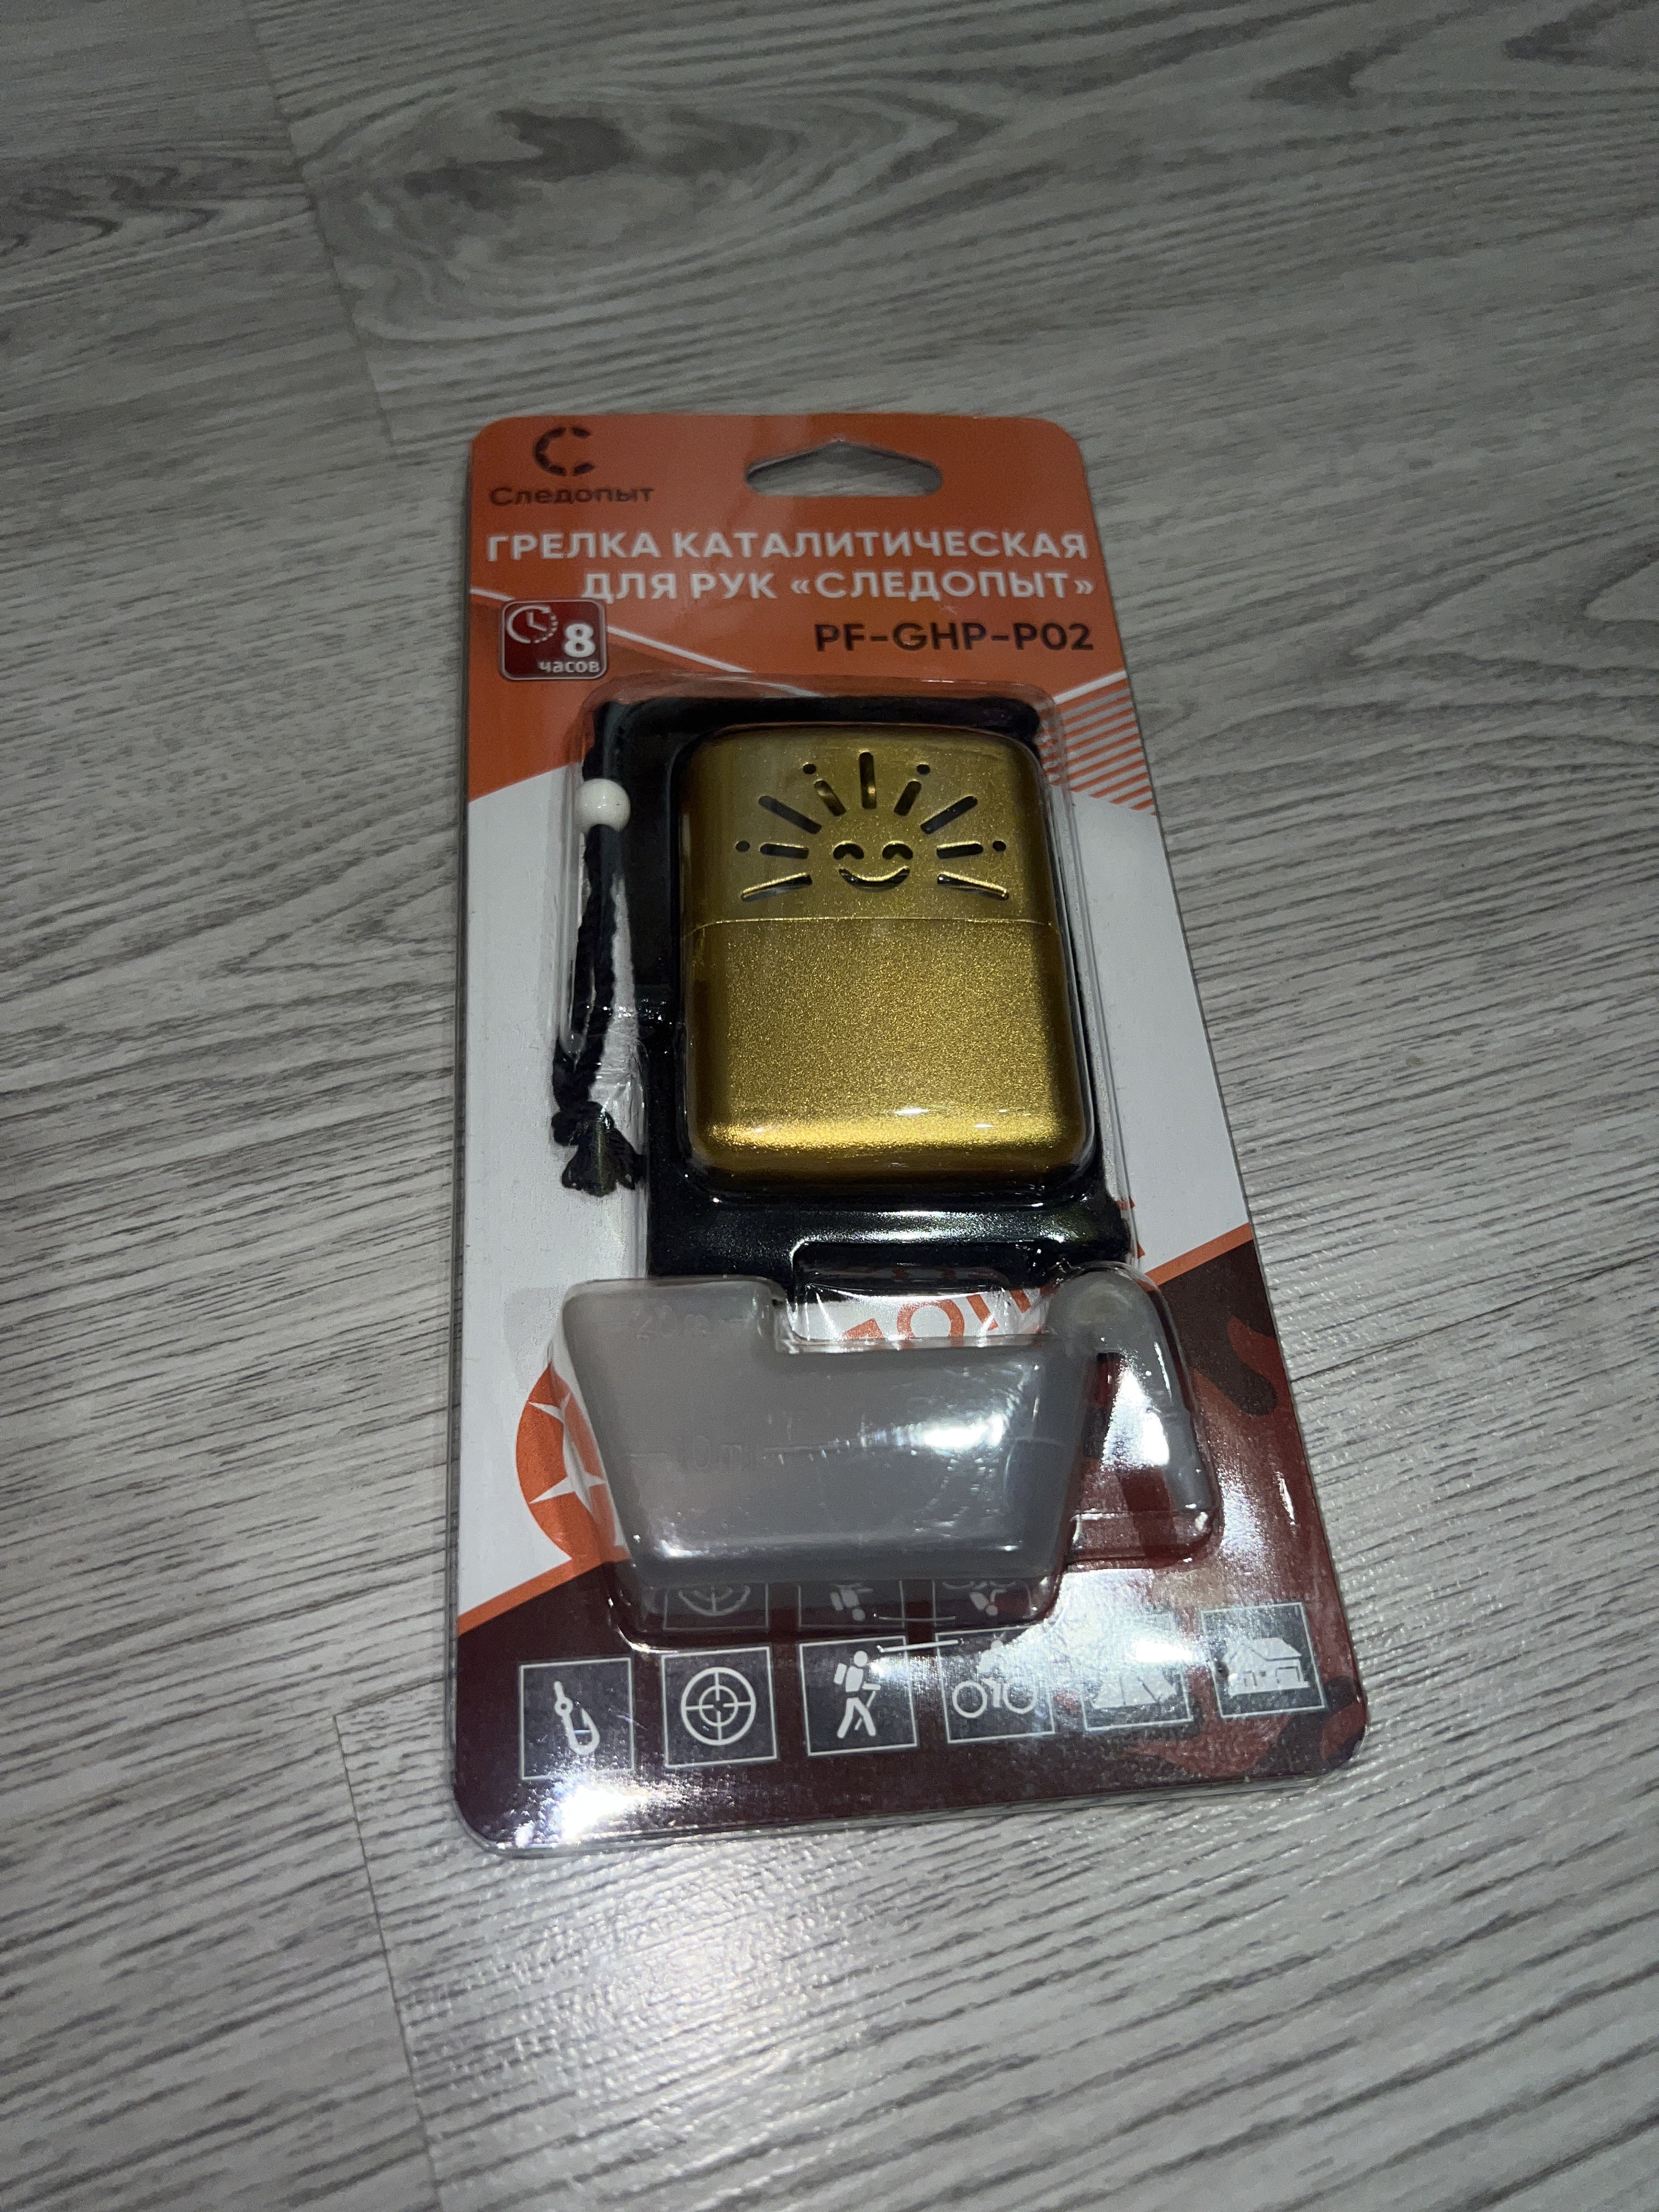 Следопыт
ГРЕЛКА КАТАЛИТИЧЕСКАЯ
ДЛЯ РУК «СЛЕДОПЫТ»
PF-GHP-P02
8
часов